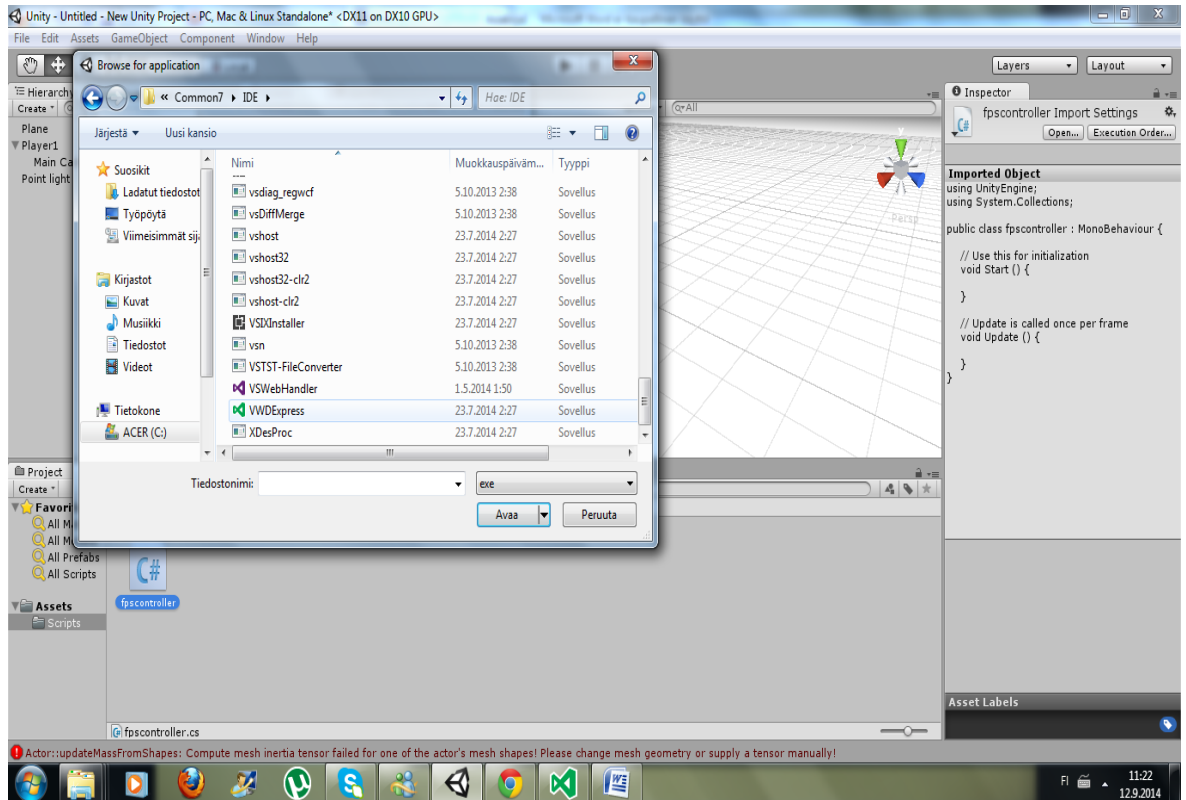 Unity - Untitled - New Unity Project - PC, Mac & Linux Standalone* <DX11 on DX10 GPU>
File Edit Assets GameObject Component Window Help
Layers Layout
Browse for application
« Common7 ▸ IDE ▸ Hae: IDE
Järjestä Uusi kansio
Nimi Muokkauspäiväm... Tyyppi
Suosikit
Ladatut tiedostot
Työpöytä
Viimeisimmät sij
Kirjastot
Kuvat
Musiikki
Tiedostot
Videot
Tietokone
ACER (C:)
vsdiag_regwcf 5.10.2013 2:38 Sovellus
vsDiffMerge 5.10.2013 2:38 Sovellus
vshost 23.7.2014 2:27 Sovellus
vshost32 23.7.2014 2:27 Sovellus
vshost32-clr2 23.7.2014 2:27 Sovellus
vshost-clr2 23.7.2014 2:27 Sovellus
VSIXInstaller 23.7.2014 2:27 Sovellus
vsn 5.10.2013 2:38 Sovellus
VSTST-FileConverter 5.10.2013 2:38 Sovellus
VSWebHandler 1.5.2014 1:50 Sovellus
VWDExpress 23.7.2014 2:27 Sovellus
XDesProc 23.7.2014 2:27 Sovellus
Tiedostonimi: exe
Avaa Peruuta
Hierarchy
Create
Plane
Player1
Main Ca
Point light
All
Persp
Inspector
fpscontroller Import Settings
C#
Open... Execution Order...
Imported Object
using UnityEngine;
using System.Collections;
public class fpscontroller : MonoBehaviour {
// Use this for initialization
void Start () {
}
// Update is called once per frame
void Update () {
}
}
Project
Create
Favori
All M
All M
All Prefabs
All Scripts
Assets
Scripts
C#
fpscontroller
fpscontroller.cs
Asset Labels
Actor::updateMassFromShapes: Compute mesh inertia tensor failed for one of the actor's mesh shapes! Please change mesh geometry or supply a tensor manually!
FI 11:22
12.9.2014